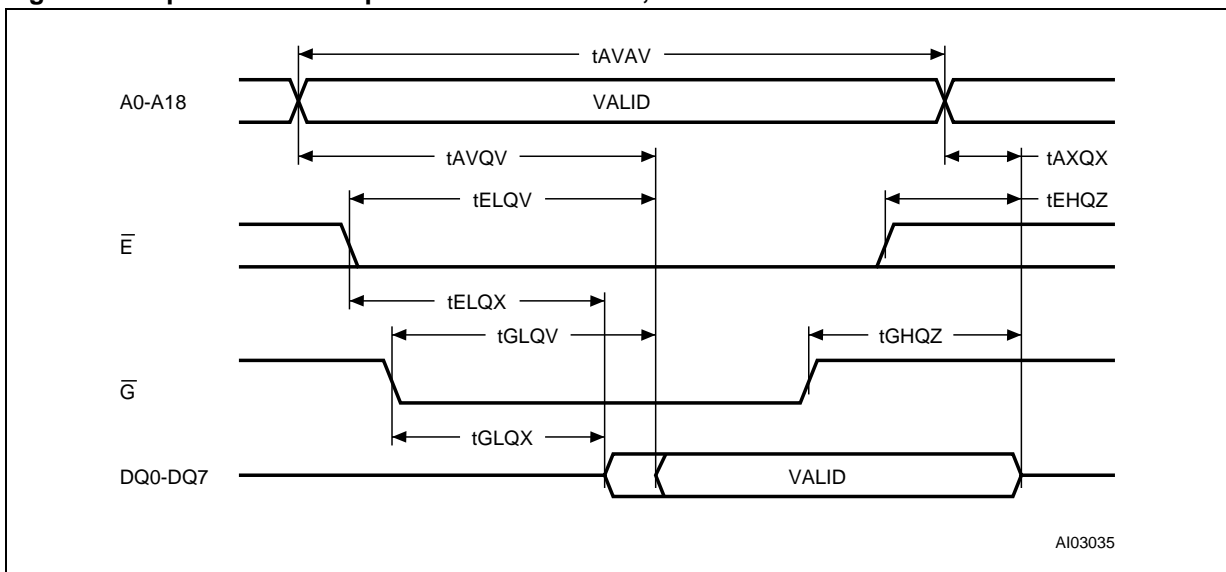 tAVAV
A0-A18
VALID
tAVQV
tAXQX
tELQV
tEHQZ
E
tELQX
tGLQV
tGHQZ
G
tGLQX
DQ0-DQ7
VALID
AI03035